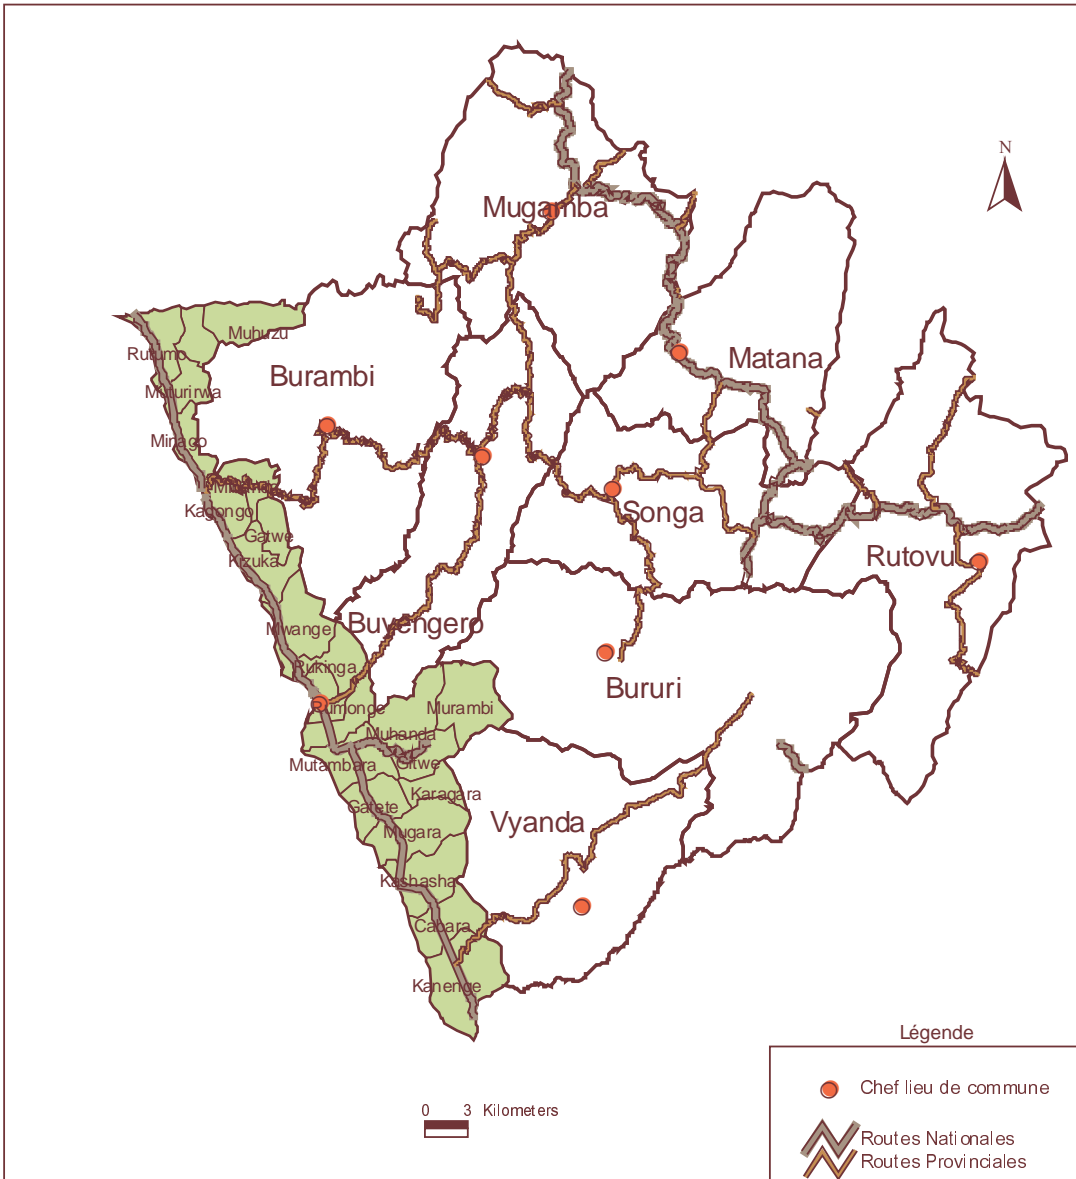 N
Mugamba
Muhuzu
Rutumo
Matana
Burambi
Muturirwa
Minago
Kagongo
Songa
Gatwe
Kizuka
Rutovu
Buyengero
Mwange
Rukinga
Bururi
Rumonge
Murambi
Muhanda
Mutambara
Gitwe
Karagara
Gatete
Vyanda
Mugara
Kashasha
Cabara
Kanenge
Légende
Chef lieu de commune
0 3 Kilometers
Routes Nationales
Routes Provinciales